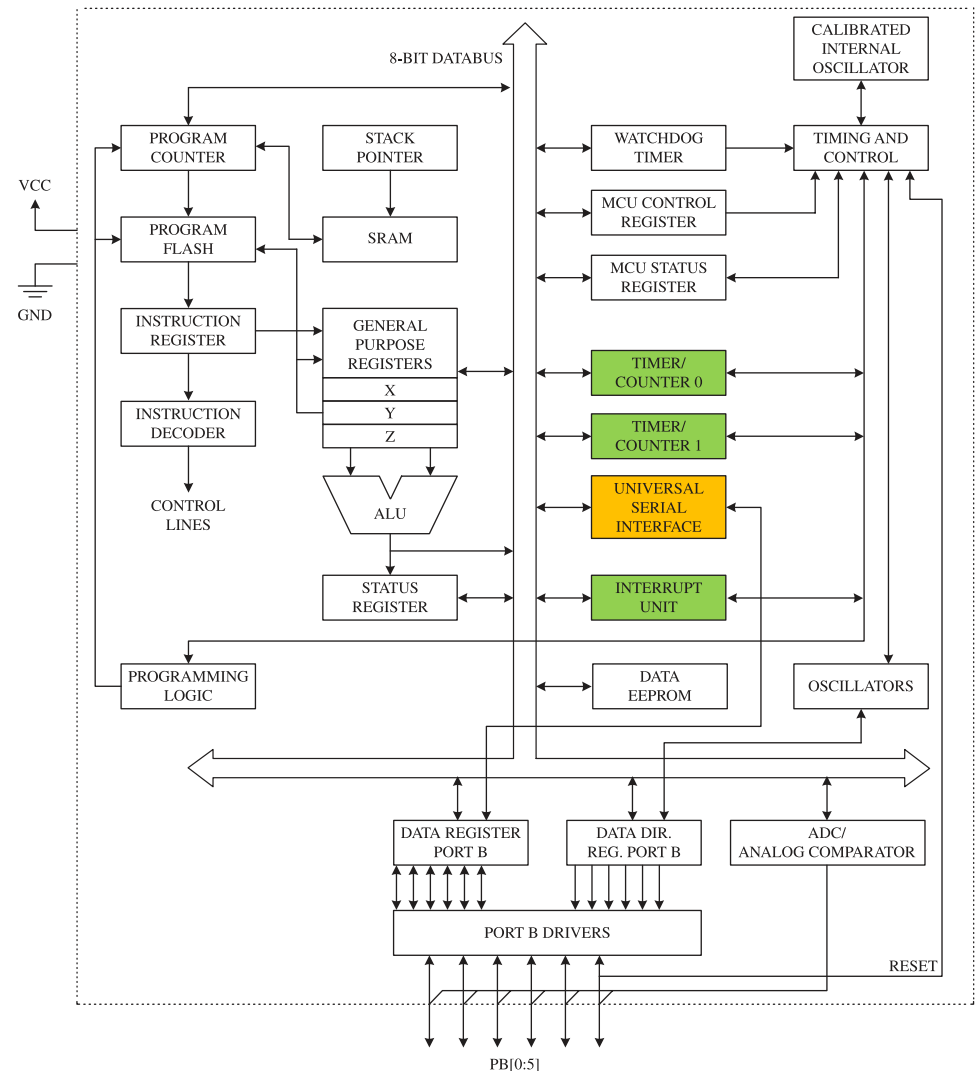 8-BIT DATABUS
CALIBRATED
INTERNAL
OSCILLATOR
PROGRAM
COUNTER
STACK
POINTER
WATCHDOG
TIMER
TIMING AND
CONTROL
VCC
PROGRAM
FLASH
SRAM
MCU CONTROL
REGISTER
MCU STATUS
REGISTER
GND
INSTRUCTION
REGISTER
GENERAL
PURPOSE
REGISTERS
X
Y
Z
TIMER/
COUNTER 0
INSTRUCTION
DECODER
TIMER/
COUNTER 1
CONTROL
LINES
ALU
UNIVERSAL
SERIAL
INTERFACE
STATUS
REGISTER
INTERRUPT
UNIT
PROGRAMMING
LOGIC
DATA
EEPROM
OSCILLATORS
DATA REGISTER
PORT B
DATA DIR.
REG. PORT B
ADC/
ANALOG COMPARATOR
PORT B DRIVERS
RESET
PB[0:5]